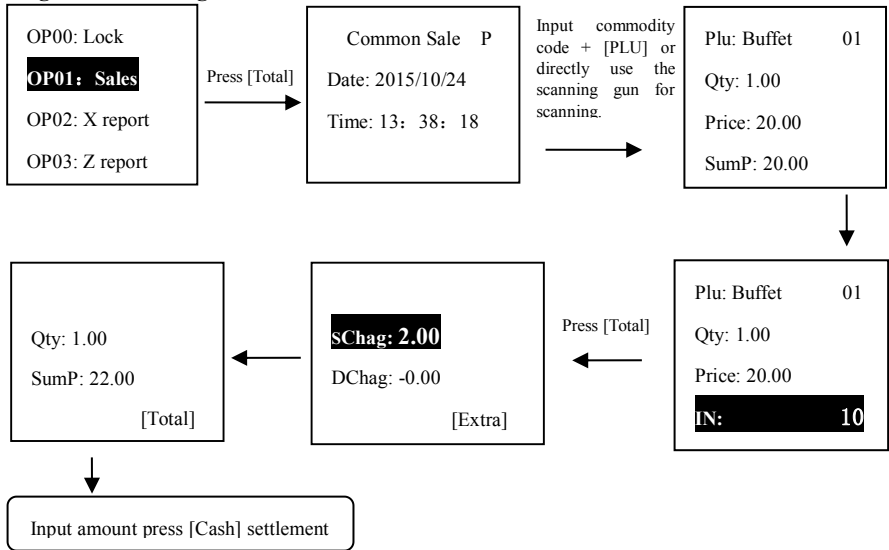 OP00: Lock
OP01： Sales
OP02: X report
OP03: Z report
Press [Total]
Common Sale P
Date: 2015/10/24
Time: 13： 38： 18
Input commodity
code + [PLU] or
directly use the
scanning gun for
scanning.
Plu: Buffet 01
Qty: 1.00
Price: 20.00
SumP: 20.00
Plu: Buffet 01
Qty: 1.00
Price: 20.00
IN: 10
Press [Total]
SChag: 2.00
DChag: -0.00
[Extra]
Qty: 1.00
SumP: 22.00
[Total]
Input amount press [Cash] settlement